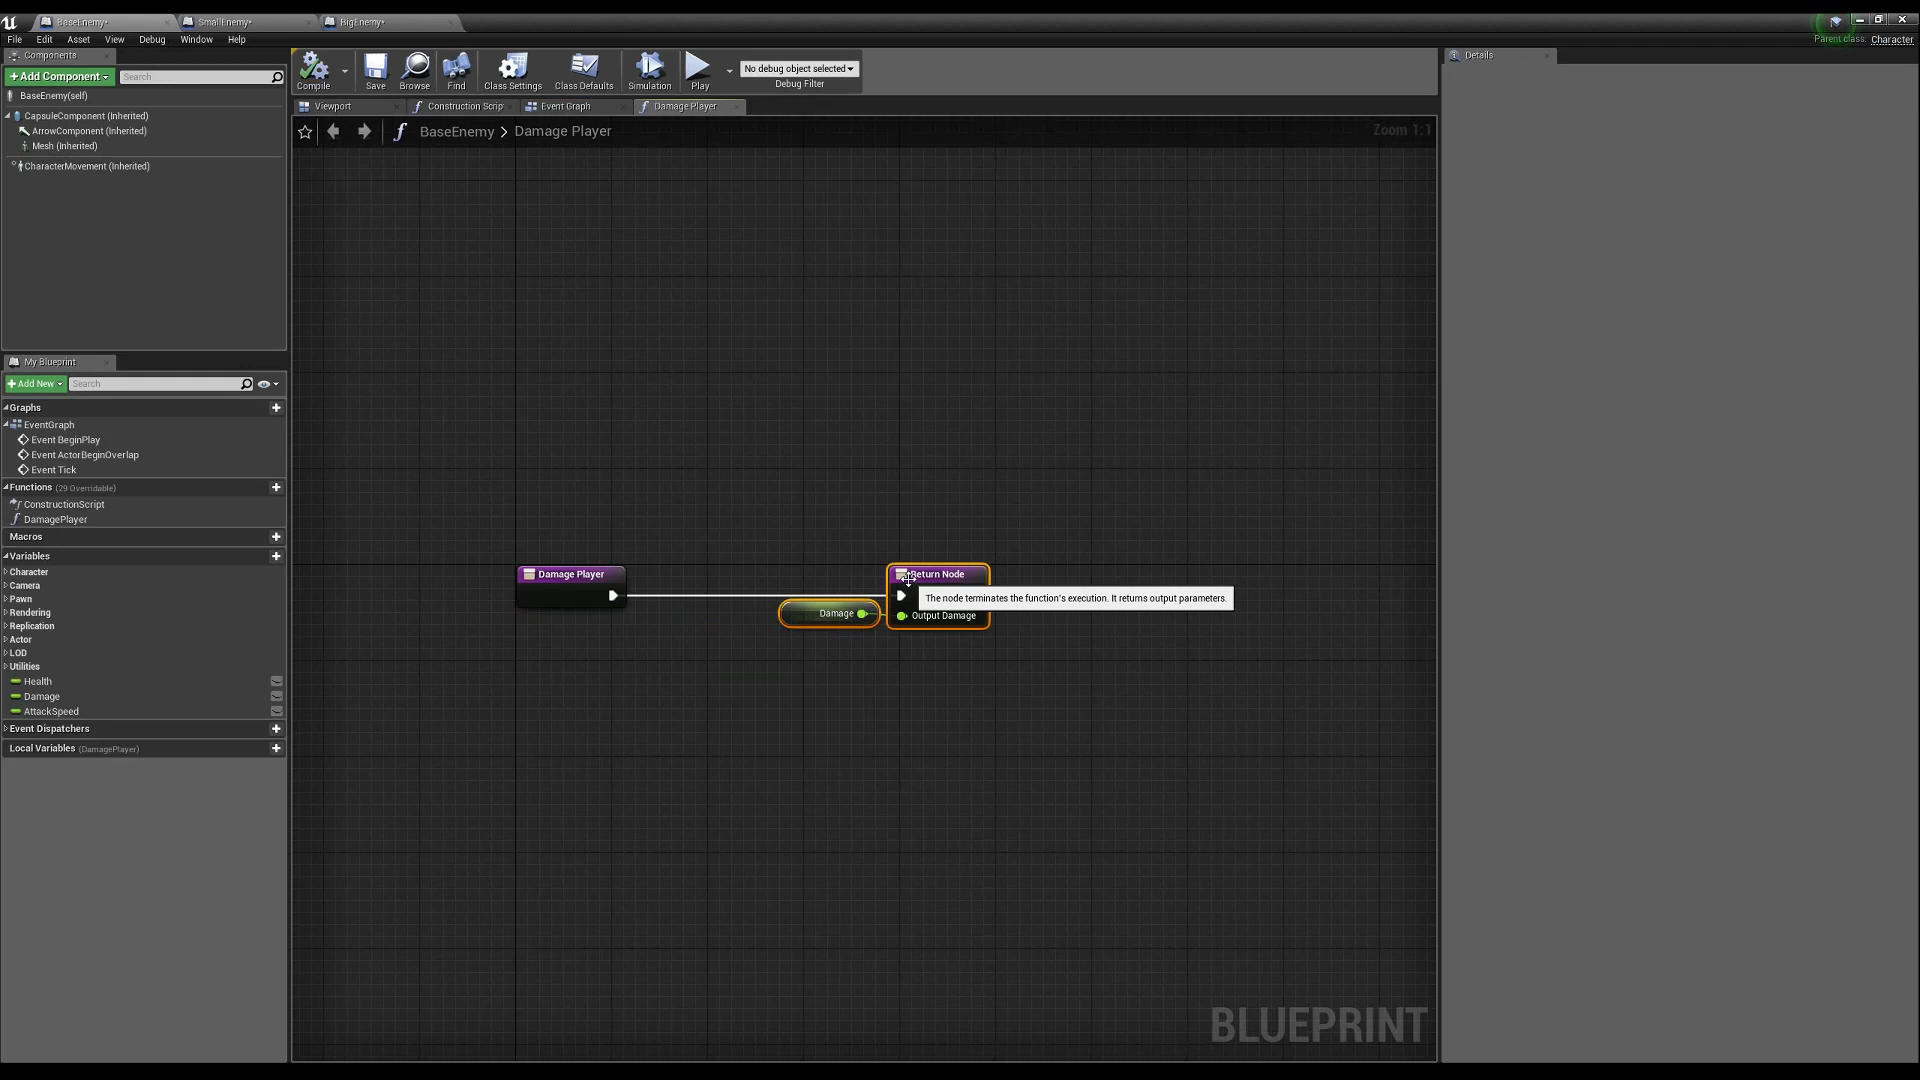 BaseEnemy*
SmallEnemy*
BigEnemy*
File Edit Asset View Debug Window Help
Parent class: Character
Components
+Add Component
Search
BaseEnemy(self)
CapsuleComponent (Inherited)
ArrowComponent (Inherited)
Mesh (Inherited)
CharacterMovement (Inherited)
Compile
Save
Browse
Find
Class Settings
Class Defaults
Simulation
Play
No debug object selected
Debug Filter
Viewport
Construction Scrip
Event Graph
Damage Player
BaseEnemy > Damage Player
Zoom 1:1
Details
My Blueprint
+Add New
Search
Graphs
EventGraph
Event BeginPlay
Event ActorBeginOverlap
Event Tick
Functions (29 Overridable)
ConstructionScript
DamagePlayer
Macros
Variables
Character
Camera
Pawn
Rendering
Replication
Actor
LOD
Utilities
Health
Damage
AttackSpeed
Event Dispatchers
Local Variables (DamagePlayer)
Damage Player
Damage
Return Node
The node terminates the function's execution. It returns output parameters.
Output Damage
BLUEPRINT